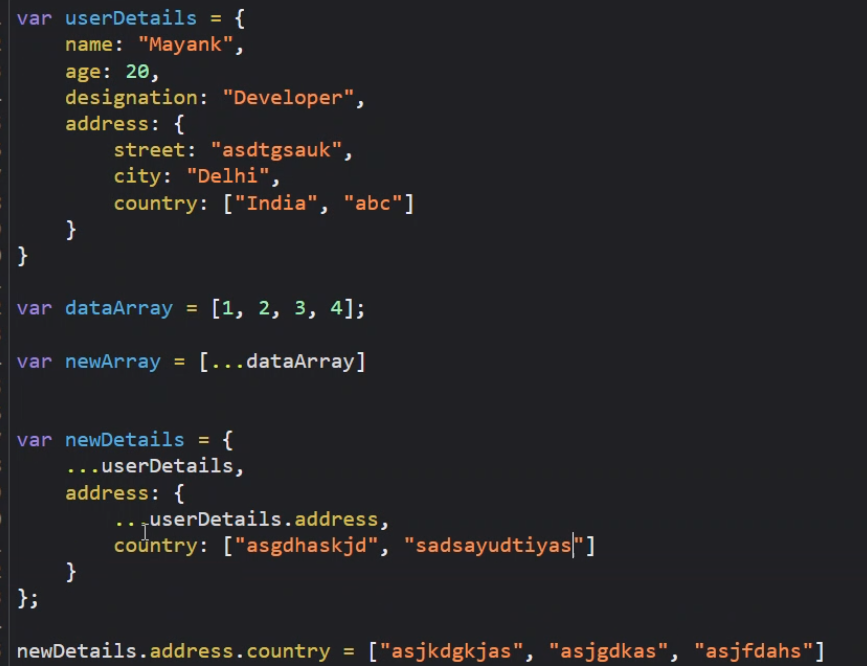 var userDetails = {
    name: "Mayank",
    age: 20,
    designation: "Developer",
    address: {
        street: "asdtgsauk",
        city: "Delhi",
        country: ["India", "abc"]
    }
}
var dataArray = [1, 2, 3, 4];
var newArray = [...dataArray]
var newDetails = {
    ...userDetails,
    address: {
        ...userDetails.address,
        country: ["asgdhaskjd", "sadsayudtiyas"]
    }
};
newDetails.address.country = ["asjkdgkjas", "asjgdkas", "asjfdahs"]